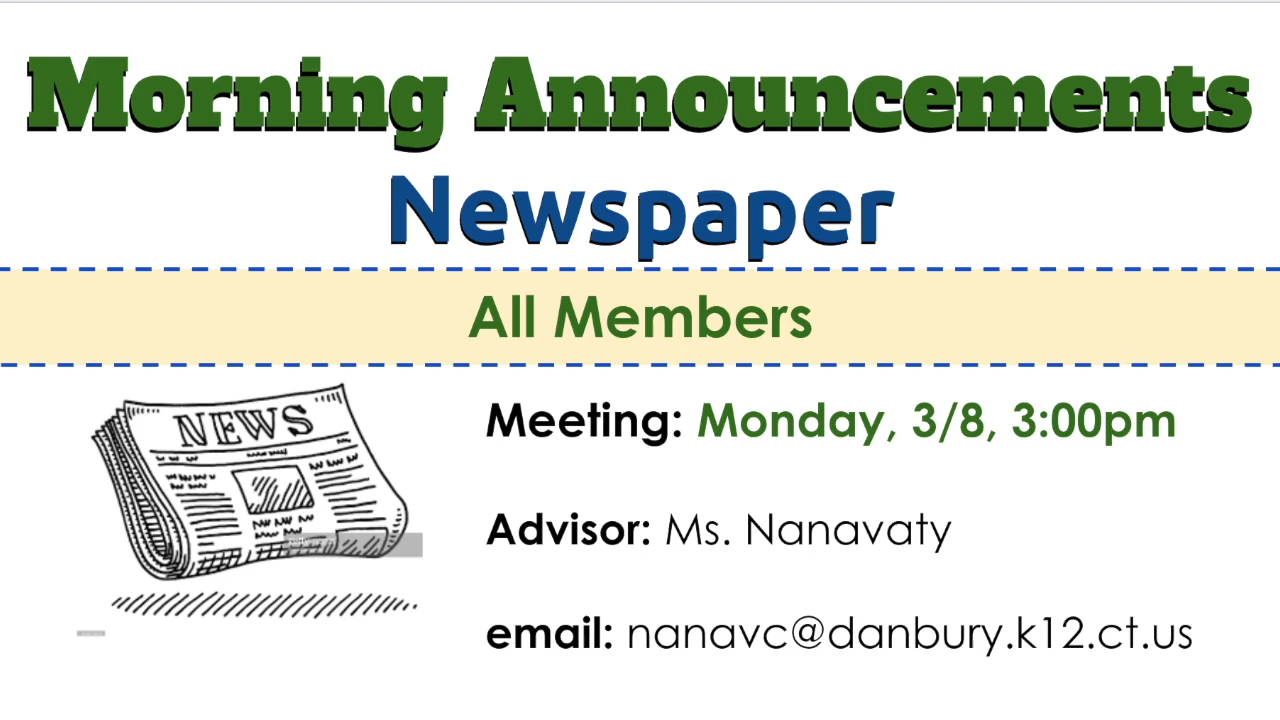 Morning Announcements
Newspaper
All Members
NEWS
Meeting: Monday, 3/8, 3:00pm
Advisor: Ms. Nanavaty
email: nanavc@danbury.k12.ct.us